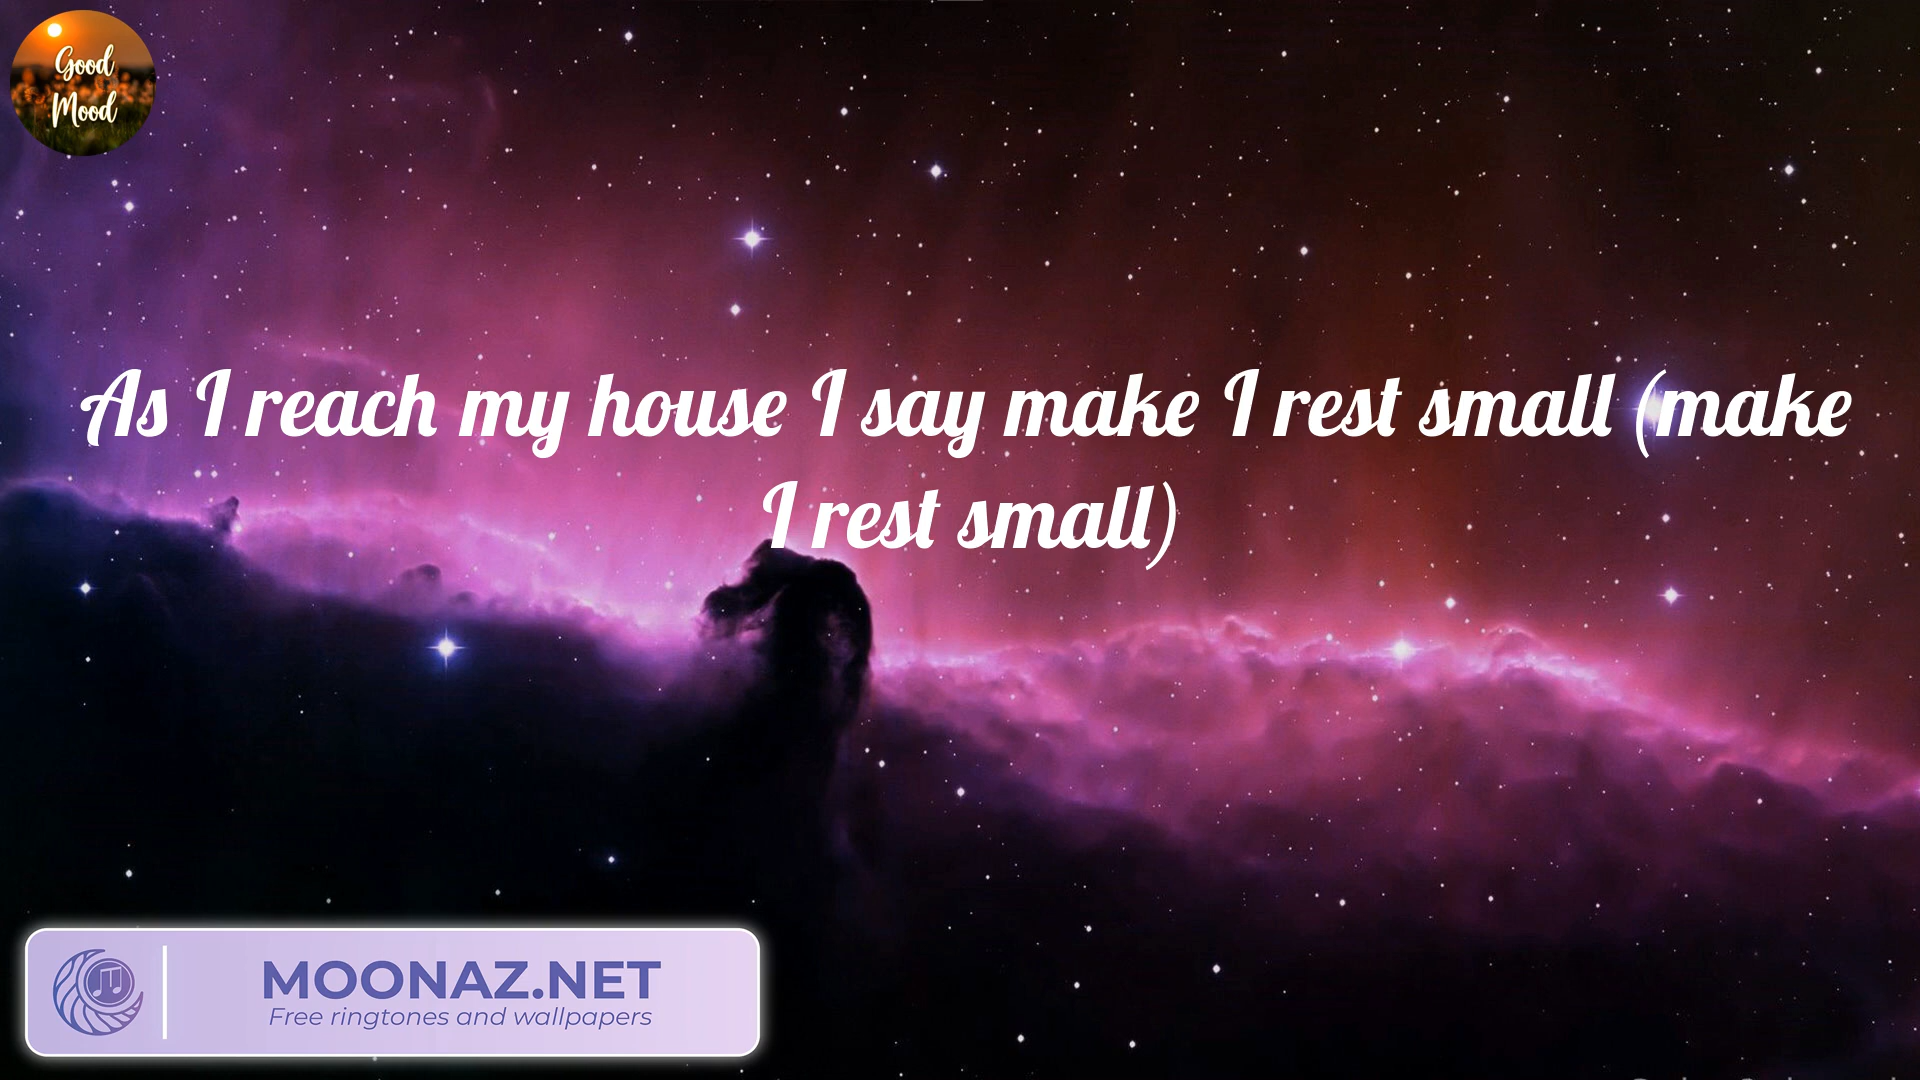 Good
Mood
As I reach my house I say make I rest small (make
I rest small)
MOONAZ.NET
Free ringtones and wallpapers